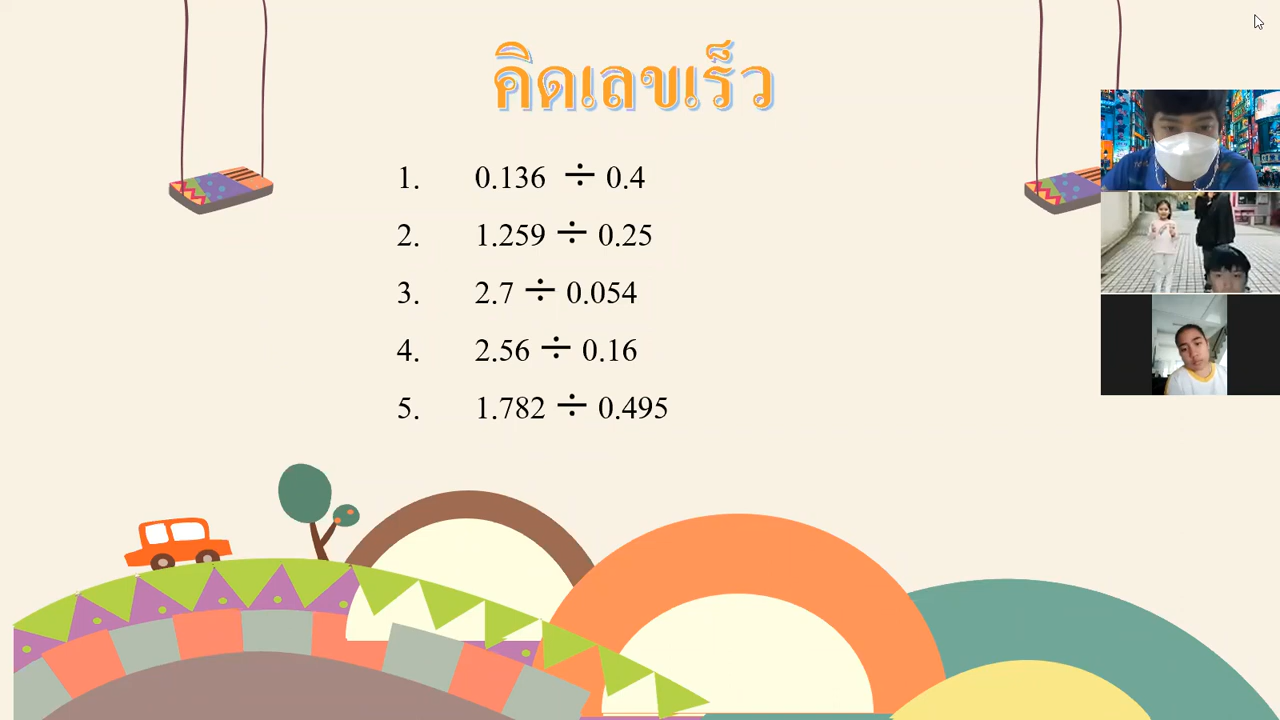 คิดเลขเร็ว
1. 0.136 ÷ 0.4
2. 1.259 ÷ 0.25
3. 2.7 ÷ 0.054
4. 2.56 ÷ 0.16
5. 1.782 ÷ 0.495